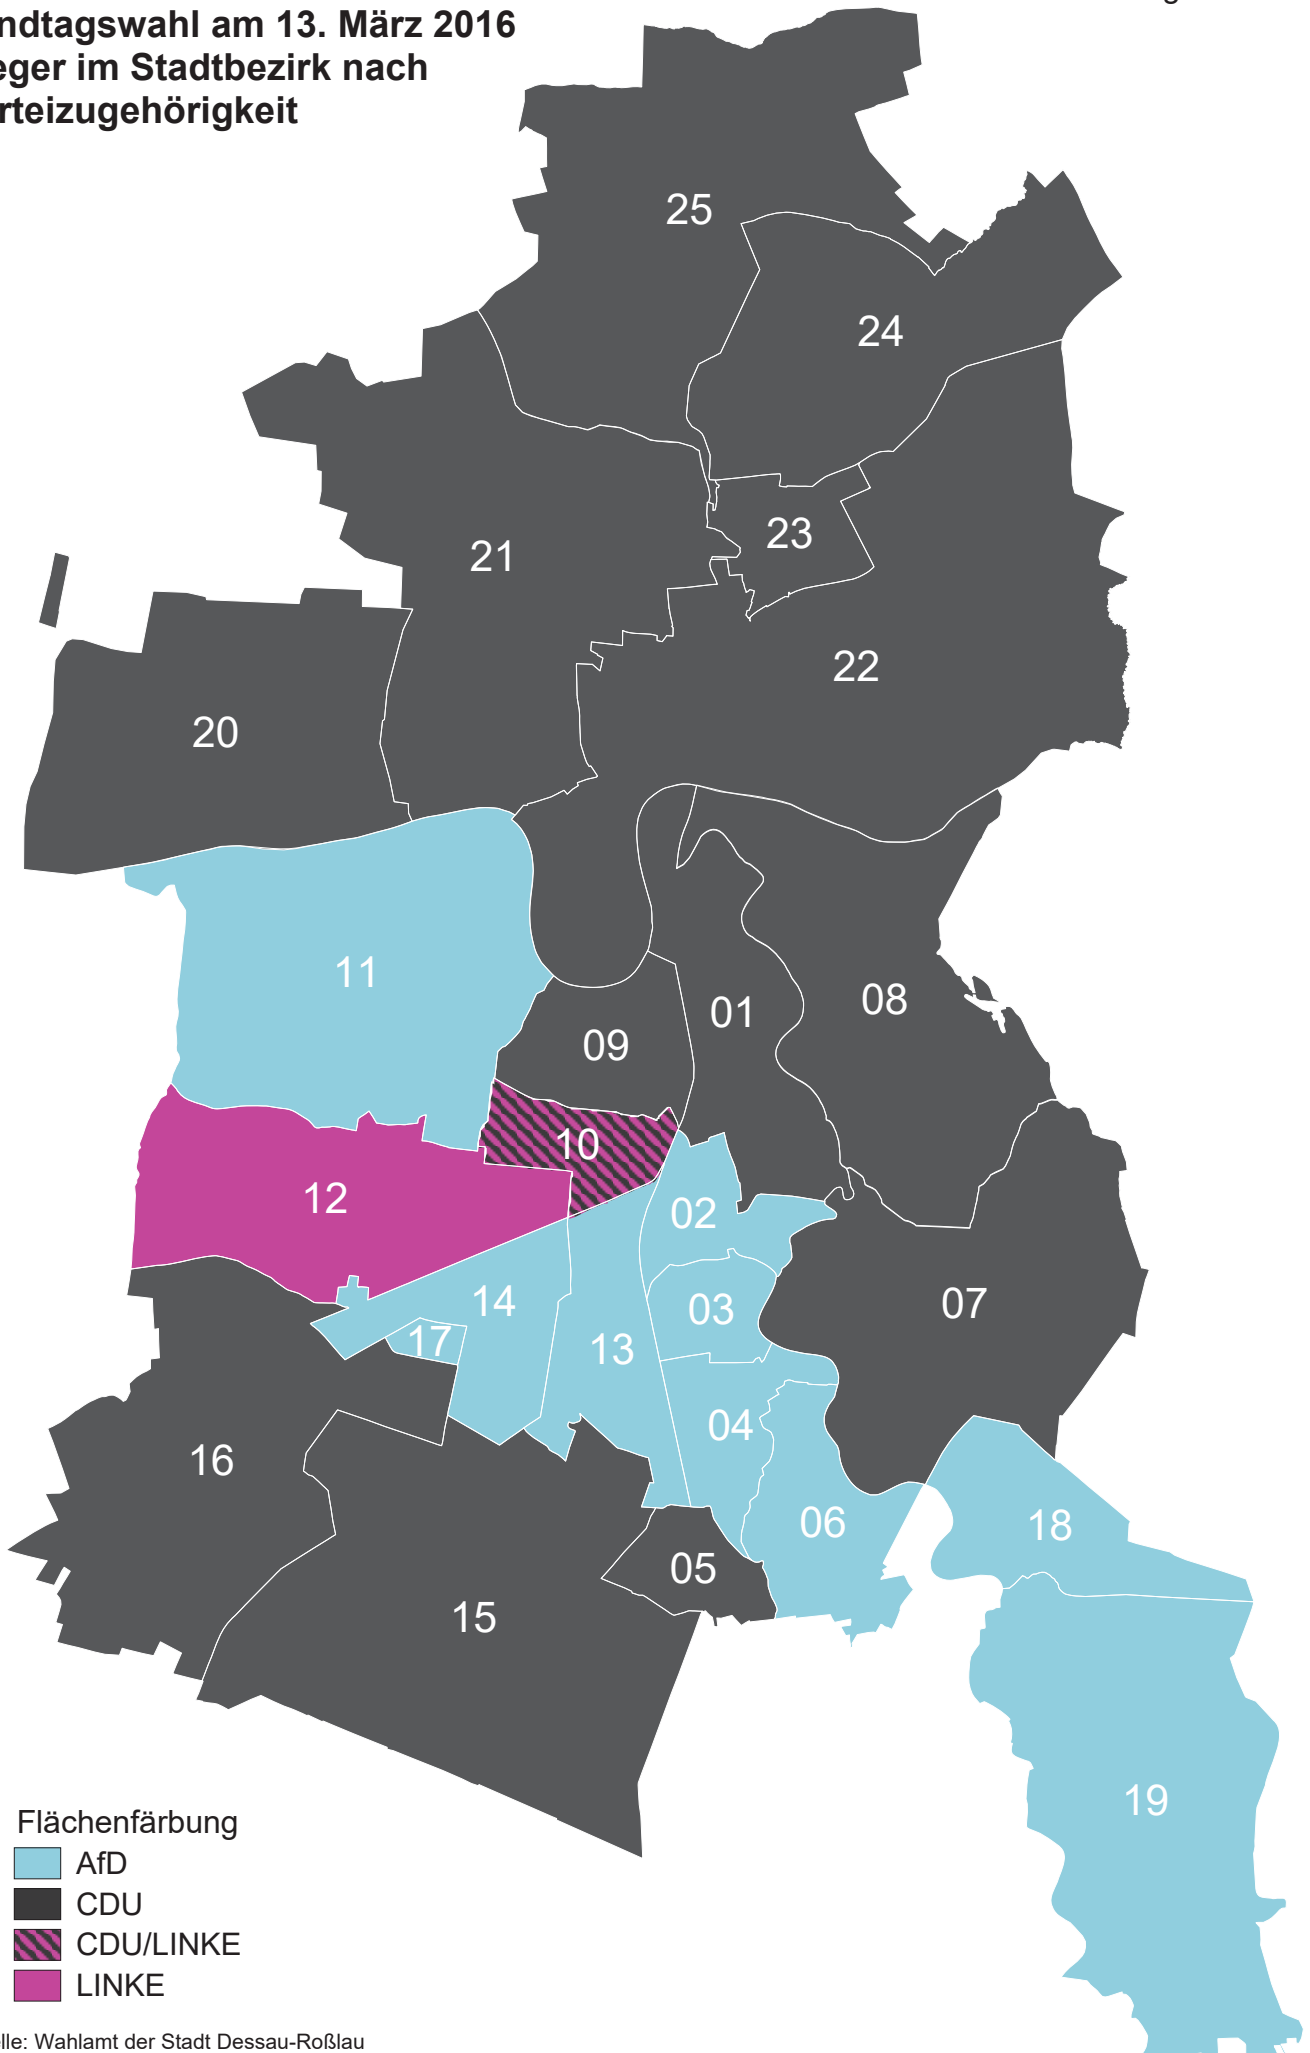 ndtagswahl am 13. März 2016
eger im Stadtbezirk nach
rteizugehörigkeit
25
24
23
21
22
20
11
08
01
09
10
12
02
07
14
03
17
13
04
16
06
18
05
15
19
Flächenfärbung
AfD
CDU
CDU/LINKE
LINKE
lle: Wahlamt der Stadt Dessau-Roßlau